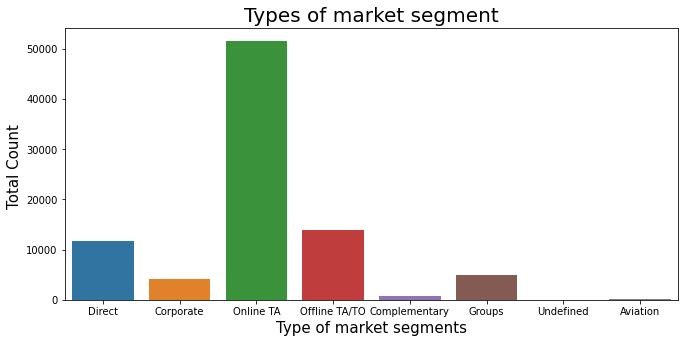 Types of market segment
Total Count
50000
40000
30000
20000
10000
0
Direct Corporate Online TA Offline TA/TO Complementary Groups Undefined Aviation
Type of market segments